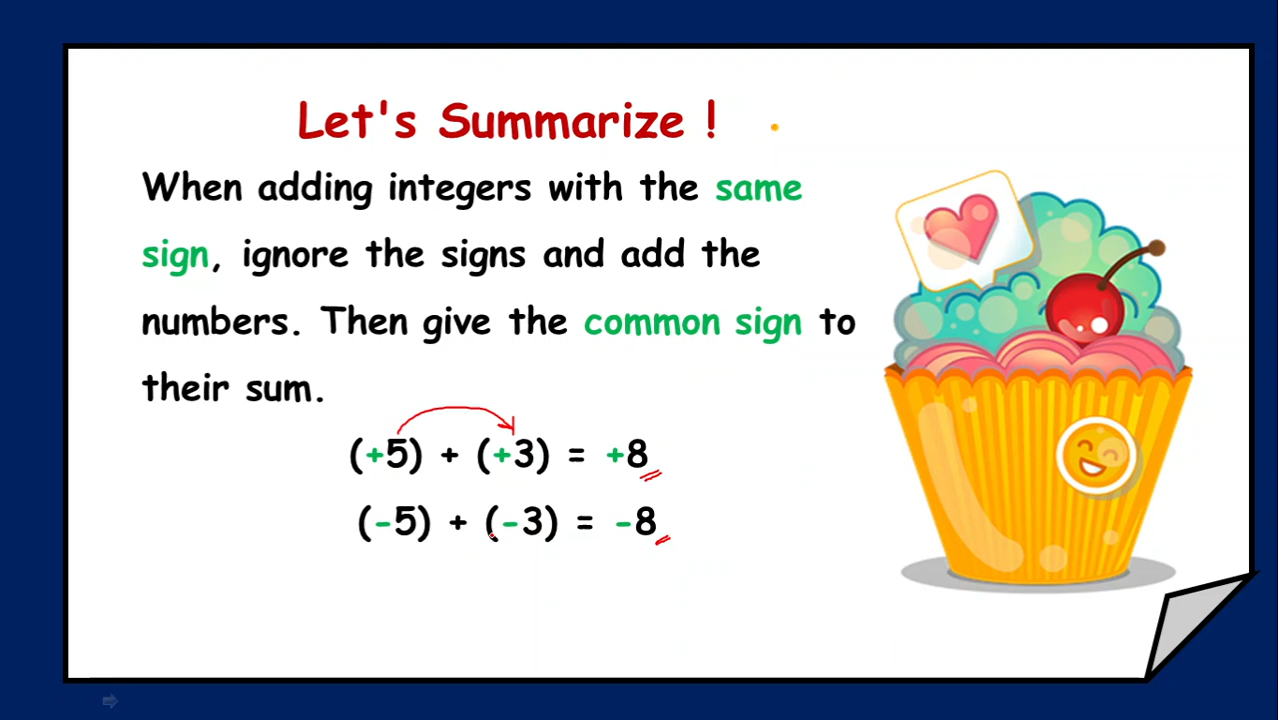 Let's Summarize !
When adding integers with the same
sign, ignore the signs and add the
numbers. Then give the common sign to
their sum.
(+5) + (+3) = +8
(-5) + (-3) = -8